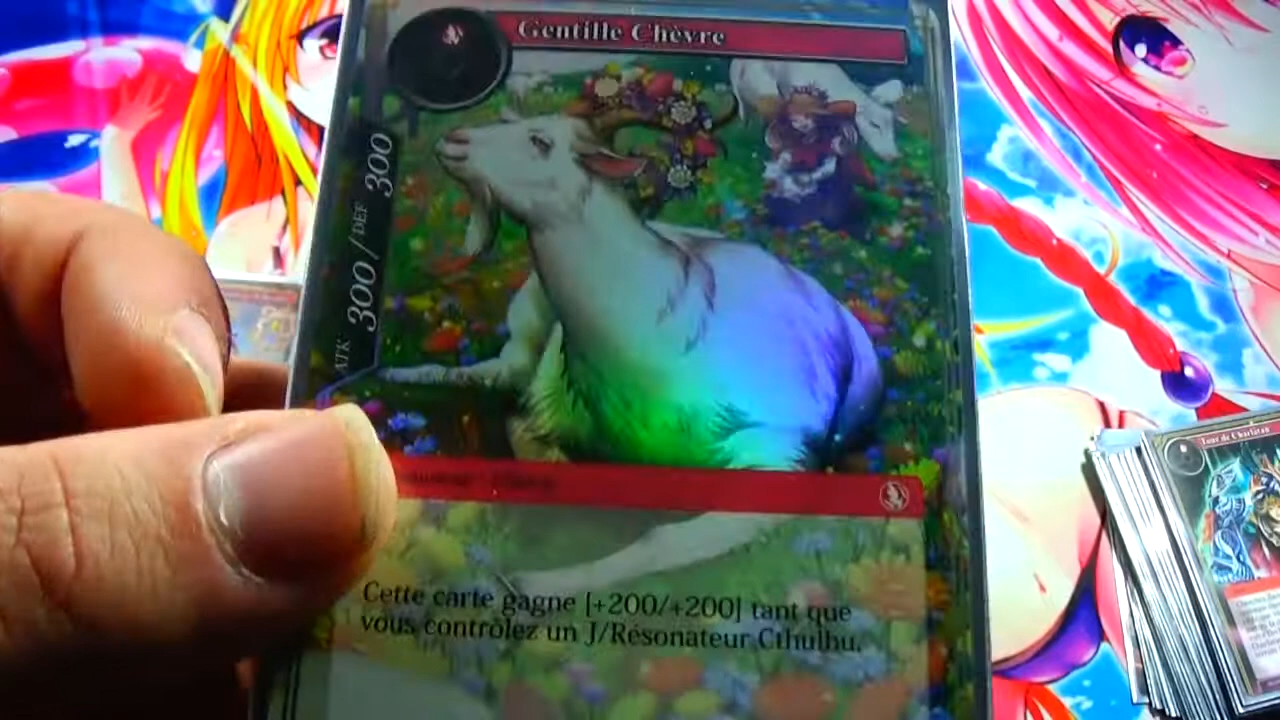 Gentille Chèvre
ATK 300 / DEF 300
Cette carte gagne [+200/+200] tant que
vous contrôlez un J/Résonateur Cthulhu.
Tour de Charlatan